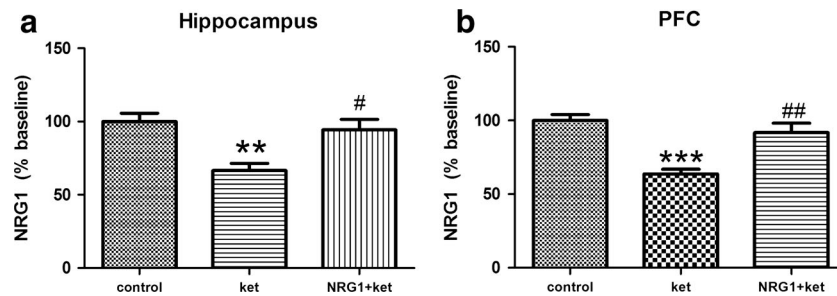 a
Hippocampus
NRG1 (% baseline)
150
100
50
0
**
#
control
ket
NRG1+ket
b
PFC
NRG1 (% baseline)
150
100
50
0
***
##
control
ket
NRG1+ket